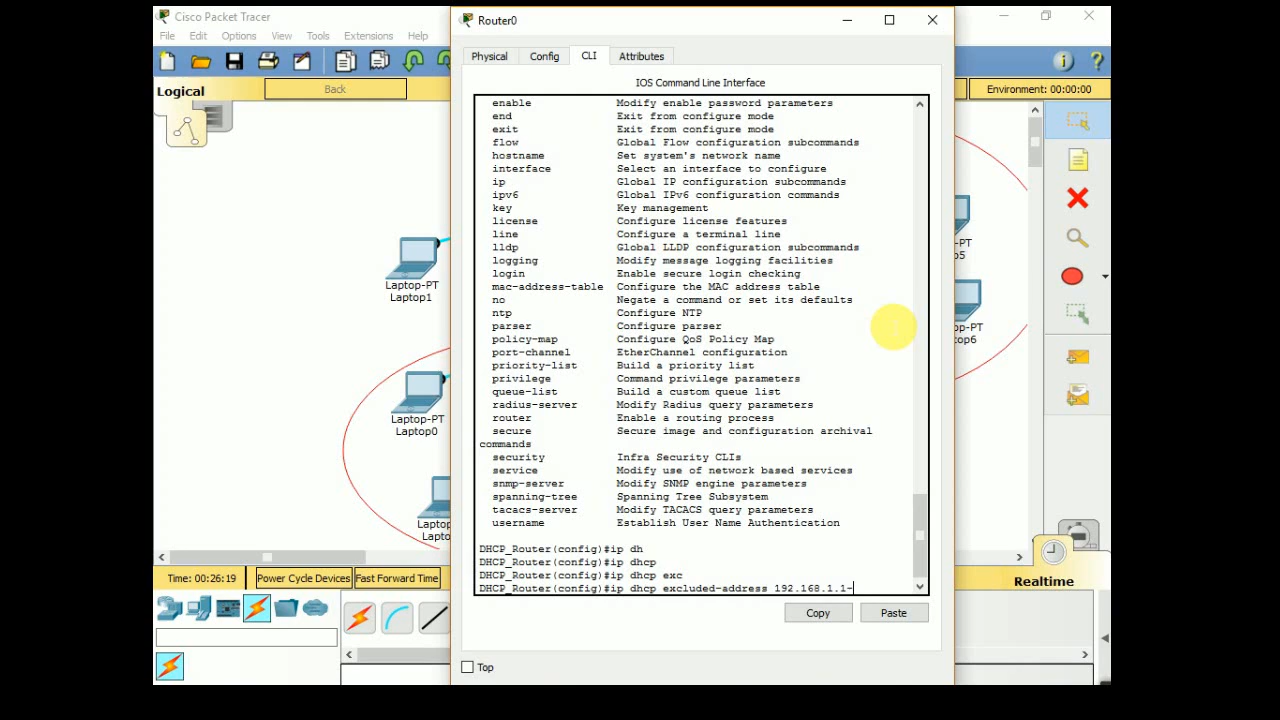 Cisco Packet Tracer
File Edit Options View Tools Extensions Help
Logical
Back
Environment: 00:00:00
Router0
Physical Config CLI Attributes
IOS Command Line Interface
enable Modify enable password parameters
end Exit from configure mode
exit Exit from configure mode
flow Global Flow configuration subcommands
hostname Set system's network name
interface Select an interface to configure
ip Global IP configuration subcommands
ipv6 Global IPv6 configuration commands
key Key management
license Configure license features
line Configure a terminal line
lldp Global LLDP configuration subcommands
logging Modify message logging facilities
login Enable secure login checking
mac-address-table Configure the MAC address table
no Negate a command or set its defaults
ntp Configure NTP
parser Configure parser
policy-map Configure QoS Policy Map
port-channel EtherChannel configuration
priority-list Build a priority list
privilege Command privilege parameters
queue-list Build a custom queue list
radius-server Modify Radius query parameters
router Enable a routing process
secure Secure image and configuration archival
commands
security Infra Security CLIs
service Modify use of network based services
snmp-server Modify SNMP engine parameters
spanning-tree Spanning Tree Subsystem
tacacs-server Modify TACACS query parameters
username Establish User Name Authentication
DHCP_Router(config)#ip dh
DHCP_Router(config)#ip dhcp
DHCP_Router(config)#ip dhcp exc
DHCP_Router(config)#ip dhcp excluded-address 192.168.1.1-
Copy Paste
Top
Laptop-PT
Laptop1
Laptop-PT
Laptop0
Laptop
Lapto
-PT
p5
op-PT
op6
Time: 00:26:19 Power Cycle Devices Fast Forward Time
Realtime